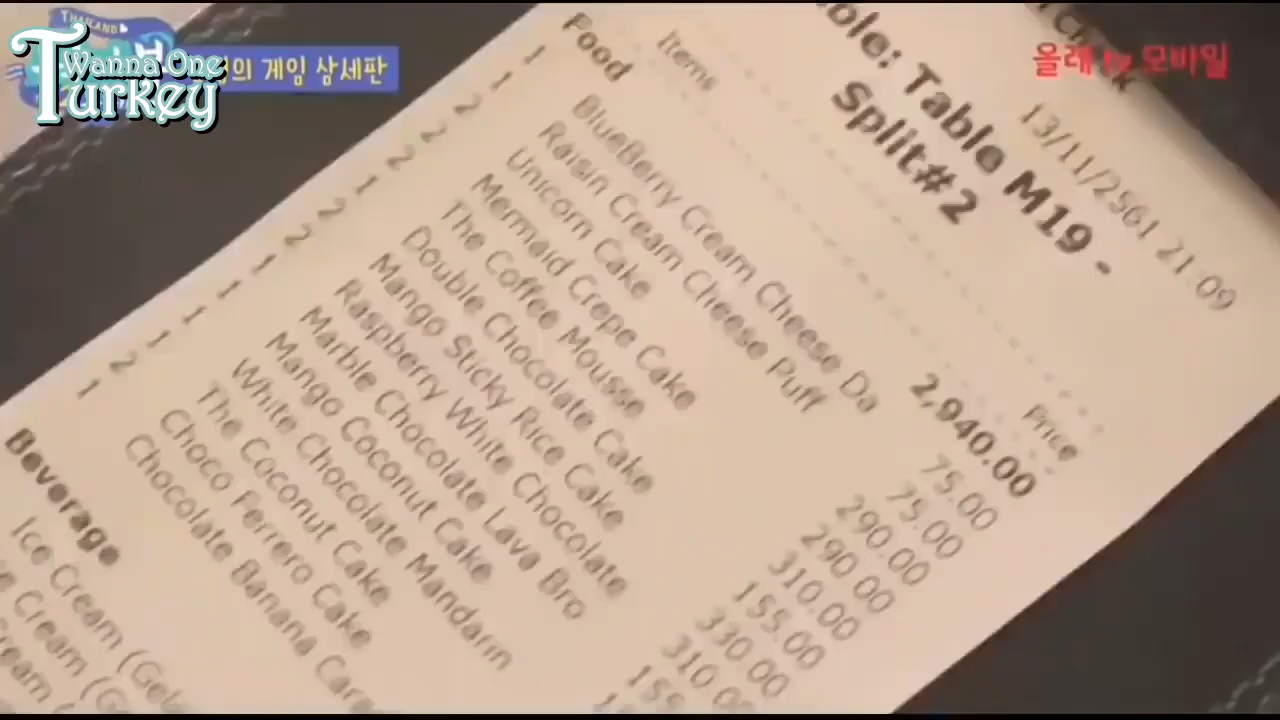 THAILAND
Wanna One
Turkey
의 게임 상세판
올레 tv 모바일
13/11/2561 21:09
Table M19 -
Split#2
Items Price
Food 2,940.00
1 BlueBerry Cream Cheese Da 75.00
1 Raisin Cream Cheese Puff 75.00
2 Unicorn Cake 290.00
2 Mermaid Crepe Cake 290.00
2 The Coffee Mousse 310.00
1 Double Chocolate Cake 155.00
2 Mango Sticky Rice Cake 330.00
2 Raspberry White Chocolate 310.00
1 Marble Chocolate Lava Bro
1 Mango Coconut Cake
1 White Chocolate Mandarin
1 The Coconut Cake
2 Choco Ferrero Cake
1 Chocolate Banana
Beverage
Ice Cream
Cream